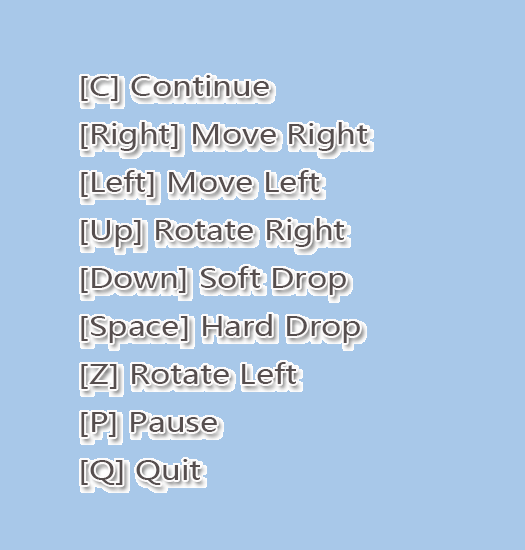 [C] Continue
[Right] Move Right
[Left] Move Left
[Up] Rotate Right
[Down] Soft Drop
[Space] Hard Drop
[Z] Rotate Left
[P] Pause
[Q] Quit